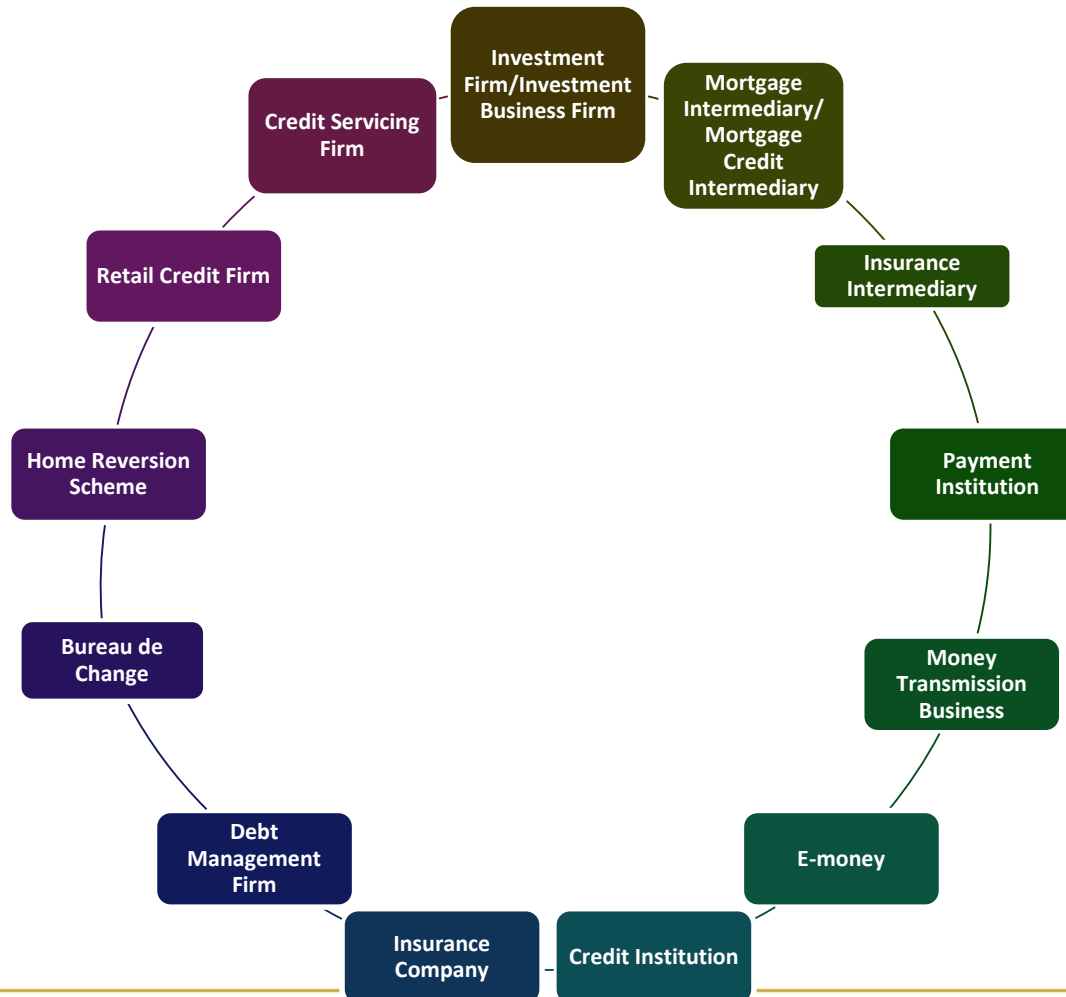 Investment
Firm/Investment
Business Firm
Mortgage
Intermediary/
Mortgage
Credit
Intermediary
Insurance
Intermediary
Payment
Institution
Money
Transmission
Business
E-money
Credit Institution
Insurance
Company
Debt
Management
Firm
Bureau de
Change
Home Reversion
Scheme
Retail Credit Firm
Credit Servicing
Firm